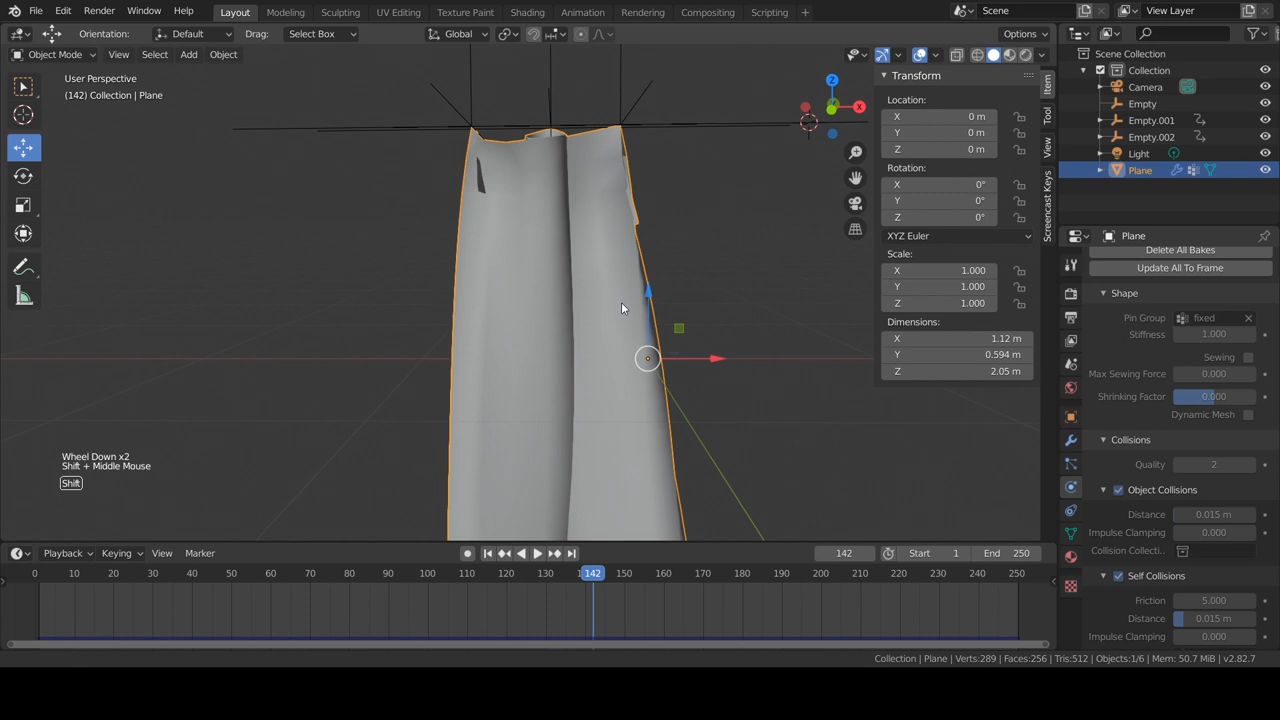 File Edit Render Window Help Layout Modeling Sculpting UV Editing Texture Paint Shading Animation Rendering Compositing Scripting + Scene View Layer
Orientation: Default Drag: Select Box Global Options
Object Mode View Select Add Object
User Perspective
(142) Collection | Plane
Z
X
Y
Transform
Location:
X 0 m
Y 0 m
Z 0 m
Rotation:
X 0°
Y 0°
Z 0°
XYZ Euler
Scale:
X 1.000
Y 1.000
Z 1.000
Dimensions:
X 1.12 m
Y 0.594 m
Z 2.05 m
Item
Tool
View
Screencast Keys
Scene Collection
Collection
Camera
Empty
Empty.001
Empty.002
Light
Plane
Plane
Delete All Bakes
Update All To Frame
Shape
Pin Group fixed
Stiffness 1.000
Sewing
Max Sewing Force 0.000
Shrinking Factor 0.000
Dynamic Mesh
Collisions
Quality 2
Object Collisions
Distance 0.015 m
Impulse Clamping 0.000
Collision Collecti..
Self Collisions
Friction 5.000
Distance 0.015 m
Impulse Clamping 0.000
Wheel Down x2
Shift + Middle Mouse
Shift
Playback Keying View Marker 142 Start 1 End 250
0 10 20 30 40 50 60 70 80 90 100 110 120 130 142 150 160 170 180 190 200 210 220 230 240 250
Collection | Plane | Verts:289 | Faces:256 | Tris:512 | Objects:1/6 | Mem: 50.7 MiB | v2.82.7